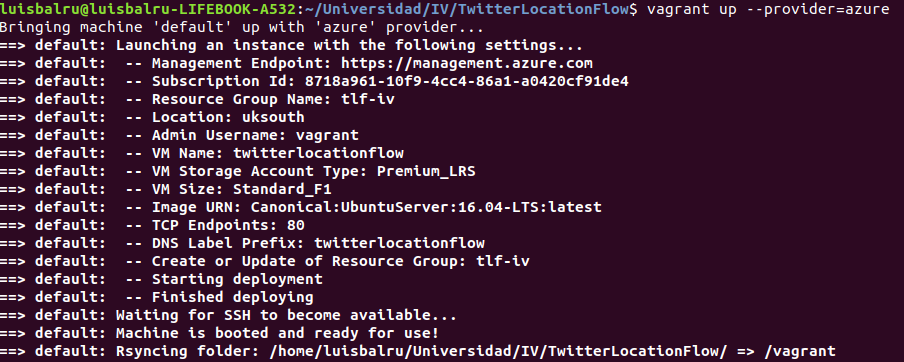 luisbalru@luisbalru-LIFEBOOK-A532:~/Universidad/IV/TwitterLocationFlow$ vagrant up --provider=azure
Bringing machine 'default' up with 'azure' provider...
==> default: Launching an instance with the following settings...
==> default:  -- Management Endpoint: https://management.azure.com
==> default:  -- Subscription Id: 8718a961-10f9-4cc4-86a1-a0420cf91de4
==> default:  -- Resource Group Name: tlf-iv
==> default:  -- Location: uksouth
==> default:  -- Admin Username: vagrant
==> default:  -- VM Name: twitterlocationflow
==> default:  -- VM Storage Account Type: Premium_LRS
==> default:  -- VM Size: Standard_F1
==> default:  -- Image URN: Canonical:UbuntuServer:16.04-LTS:latest
==> default:  -- TCP Endpoints: 80
==> default:  -- DNS Label Prefix: twitterlocationflow
==> default:  -- Create or Update of Resource Group: tlf-iv
==> default:  -- Starting deployment
==> default:  -- Finished deploying
==> default: Waiting for SSH to become available...
==> default: Machine is booted and ready for use!
==> default: Rsyncing folder: /home/luisbalru/Universidad/IV/TwitterLocationFlow/ => /vagrant